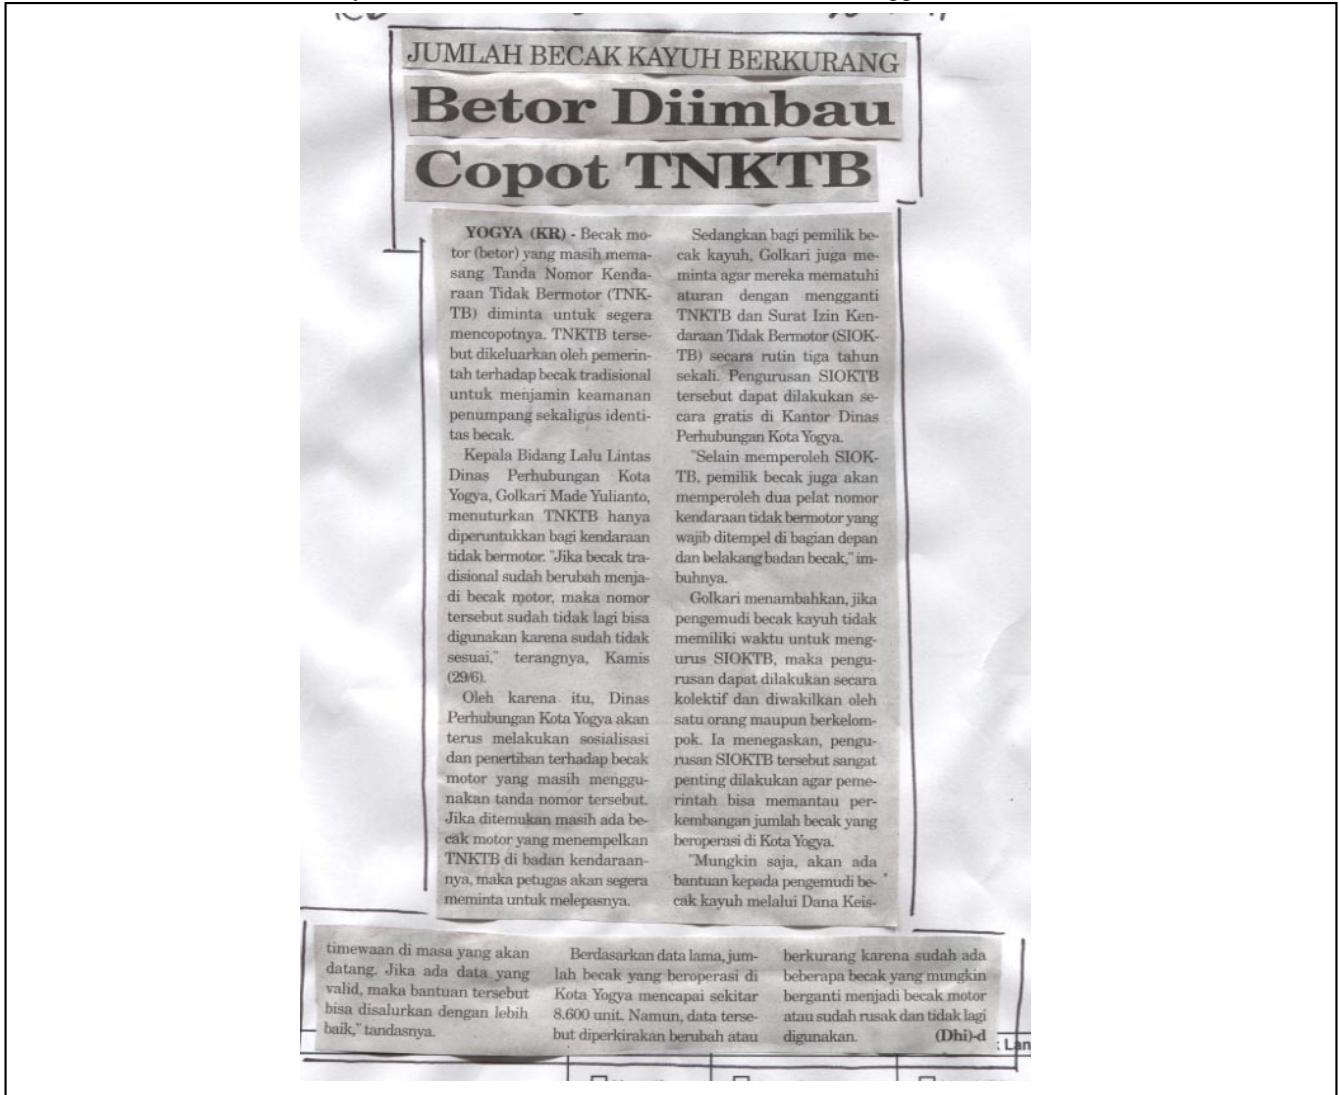 JUMLAH BECAK KAYUH BERKURANG
Betor Diimbau
Copot TNKTB
YOGYA (KR) - Becak mo-
tor (betor) yang masih mema-
sang Tanda Nomor Kenda-
raan Tidak Bermotor (TNK-
TB) diminta untuk segera
mencopotnya. TNKTB terse-
but dikeluarkan oleh pemerin-
tah terhadap becak tradisional
untuk menjamin keamanan
penumpang sekaligus identi-
tas becak.
Kepala Bidang Lalu Lintas
Dinas Perhubungan Kota
Yogya, Golkari Made Yulianto,
menuturkan TNKTB hanya
diperuntukkan bagi kendaraan
tidak bermotor. "Jika becak tra-
disional sudah berubah menja-
di becak motor, maka nomor
tersebut sudah tidak lagi bisa
digunakan karena sudah tidak
sesuai," terangnya, Kamis
(29/6).
Oleh karena itu, Dinas
Perhubungan Kota Yogya akan
terus melakukan sosialisasi
dan penertiban terhadap becak
motor yang masih menggu-
nakan tanda nomor tersebut.
Jika ditemukan masih ada be-
cak motor yang menempelkan
TNKTB di badan kendaraan-
nya, maka petugas akan segera
meminta untuk melepasnya.
Sedangkan bagi pemilik be-
cak kayuh, Golkari juga me-
minta agar mereka mematuhi
aturan dengan mengganti
TNKTB dan Surat Izin Ken-
daraan Tidak Bermotor (SIOK-
TB) secara rutin tiga tahun
sekali. Pengurusan SIOKTB
tersebut dapat dilakukan se-
cara gratis di Kantor Dinas
Perhubungan Kota Yogya.
"Selain memperoleh SIOK-
TB, pemilik becak juga akan
memperoleh dua pelat nomor
kendaraan tidak bermotor yang
wajib ditempel di bagian depan
dan belakang badan becak," im-
buhnya.
Golkari menambahkan, jika
pengemudi becak kayuh tidak
memiliki waktu untuk meng-
urus SIOKTB, maka pengu-
rusan dapat dilakukan secara
kolektif dan diwakilkan oleh
satu orang maupun berkelom-
pok. Ia menegaskan, pengu-
rusan SIOKTB tersebut sangat
penting dilakukan agar peme-
rintah bisa memantau per-
kembangan jumlah becak yang
beroperasi di Kota Yogya.
"Mungkin saja, akan ada
bantuan kepada pengemudi be-
cak kayuh melalui Dana Keis-
timewaan di masa yang akan
datang. Jika ada data yang
valid, maka bantuan tersebut
bisa disalurkan dengan lebih
baik," tandasnya.
Berdasarkan data lama, jum-
lah becak yang beroperasi di
Kota Yogya mencapai sekitar
8.600 unit. Namun, data terse-
but diperkirakan berubah atau
berkurang karena sudah ada
beberapa becak yang mungkin
berganti menjadi becak motor
atau sudah rusak dan tidak lagi
digunakan. (Dhi)-d